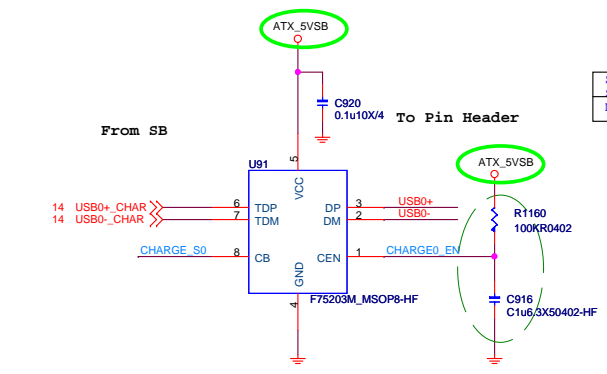 ATX_5VSB
C920
0.1u10X/4
To Pin Header
From SB
U91
ATX_5VSB
5
VCC
14 USB0+_CHAR
6
TDP
DP
3
USB0+
14 USB0-_CHAR
7
TDM
DM
2
USB0-
R1160
100KR0402
CHARGE_S0
8
CB
CEN
1
CHARGE0_EN
GND
4
F75203M_MSOP8-HF
C916
C1u6.3X50402-HF